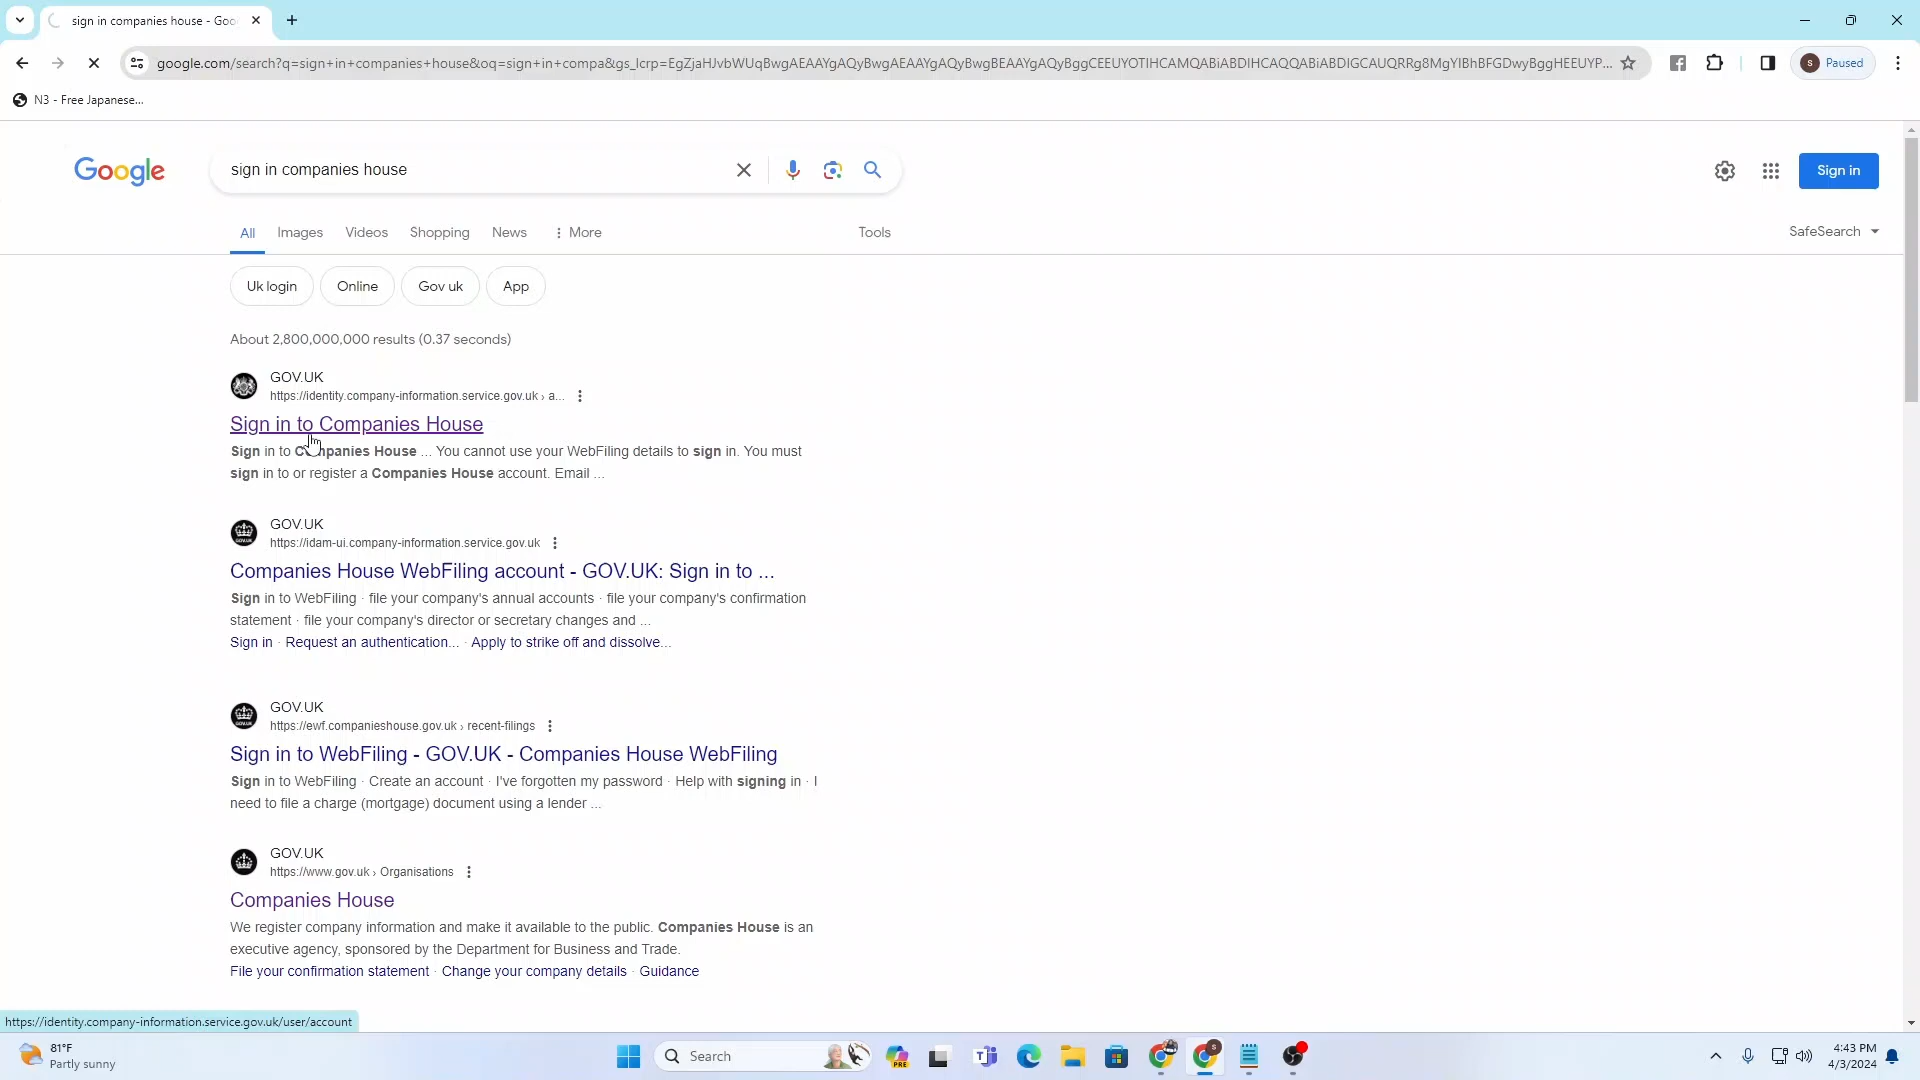 sign in companies house - Goo
google.com/search?q=sign+in+companies+house&oq=sign+in+compa&gs_lcrp=EgZjaHJvbWUqBwgAEAAYgAQyBwgAEAAYgAQyBwgBEAAYgAQyBggCEEUYOTIHCAMQABiABDIHCAQQABiABDIGCAUQRRg8MgYIBhBFGDwyBggHEEUYP...
S Paused
N3 - Free Japanese...
Google
sign in companies house
Sign in
All Images Videos Shopping News More Tools
SafeSearch
Uk login Online Gov uk App
About 2,800,000,000 results (0.37 seconds)
GOV.UK
https://identity.company-information.service.gov.uk › a...
Sign in to Companies House
Sign in to Companies House ... You cannot use your WebFiling details to sign in. You must
sign in to or register a Companies House account. Email ...
GOV.UK
https://idam-ui.company-information.service.gov.uk
Companies House WebFiling account - GOV.UK: Sign in to ...
Sign in to WebFiling · file your company's annual accounts · file your company's confirmation
statement · file your company's director or secretary changes and ...
Sign in · Request an authentication... · Apply to strike off and dissolve...
GOV.UK
https://ewf.companieshouse.gov.uk › recent-filings
Sign in to WebFiling - GOV.UK - Companies House WebFiling
Sign in to WebFiling · Create an account · I've forgotten my password · Help with signing in · I
need to file a charge (mortgage) document using a lender ...
GOV.UK
https://www.gov.uk › Organisations
Companies House
We register company information and make it available to the public. Companies House is an
executive agency, sponsored by the Department for Business and Trade.
File your confirmation statement · Change your company details · Guidance
https://identity.company-information.service.gov.uk/user/account
81°F
Partly sunny
Search
PRE
S
4:43 PM
4/3/2024